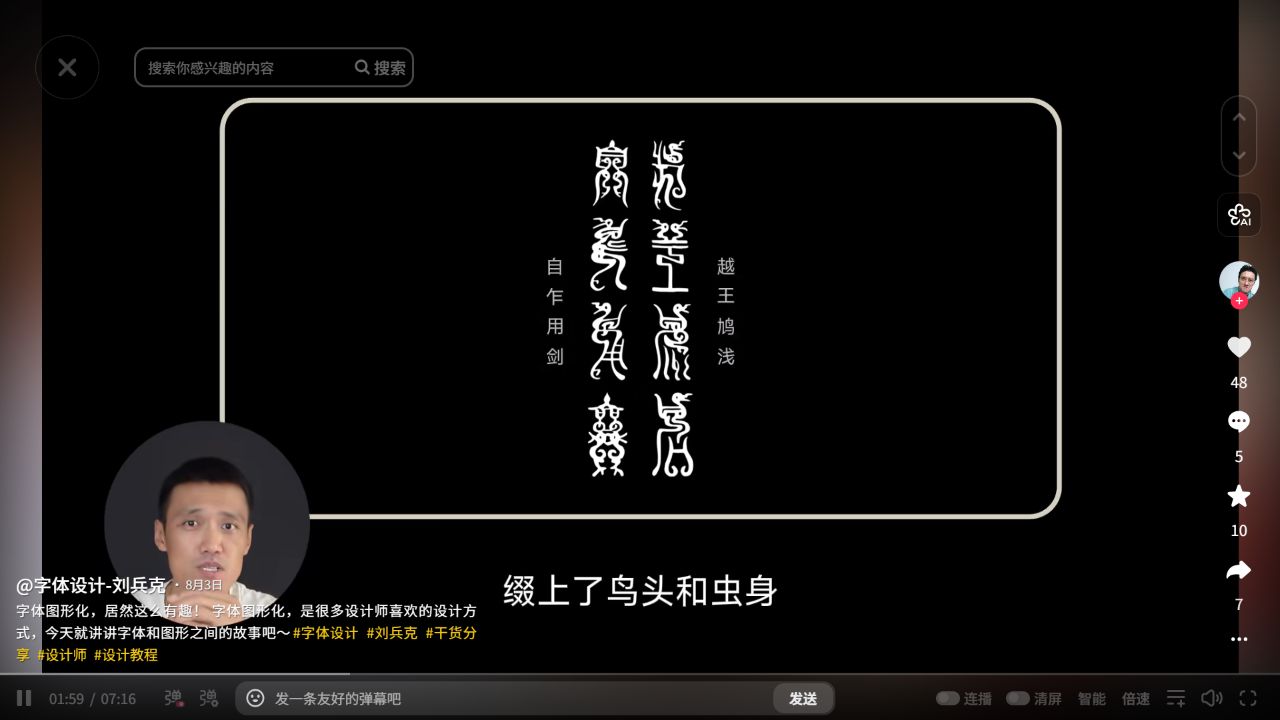 搜索你感兴趣的内容
搜索
越王鸠浅
自乍用剑
缀上了鸟头和虫身
AI
48
5
10
7
@字体设计-刘兵克 · 8月3日
字体图形化，居然这么有趣！ 字体图形化，是很多设计师喜欢的设计方
式，今天就讲讲字体和图形之间的故事吧～#字体设计 #刘兵克 #干货分
享 #设计师 #设计教程
01:59 / 07:16
弹
弹
发一条友好的弹幕吧
发送
连播
清屏
智能
倍速